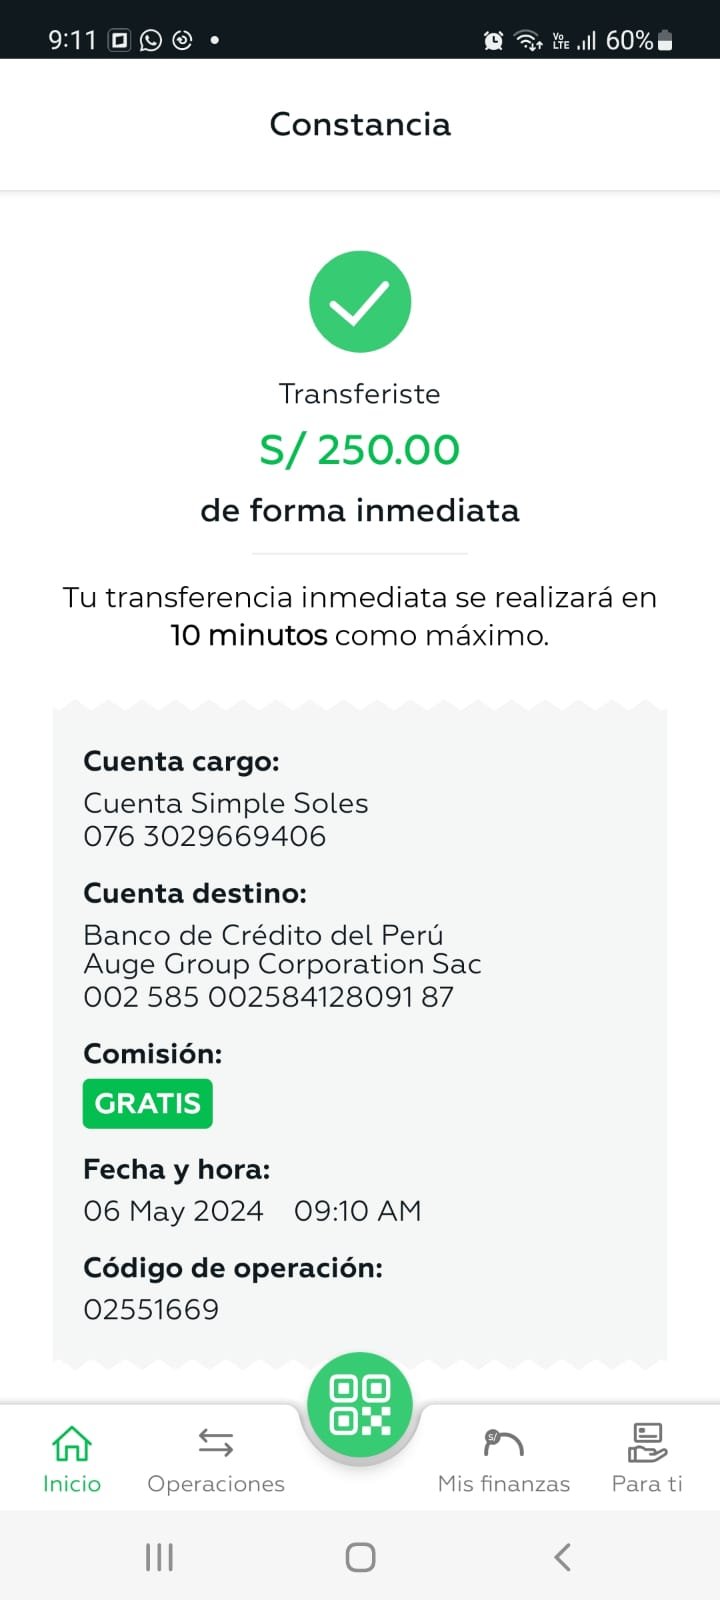 9:11
Vo
LTE
60%
Constancia
Transferiste
S/ 250.00
de forma inmediata
Tu transferencia inmediata se realizará en
10 minutos como máximo.
Cuenta cargo:
Cuenta Simple Soles
076 3029669406
Cuenta destino:
Banco de Crédito del Perú
Auge Group Corporation Sac
002 585 002584128091 87
Comisión:
GRATIS
Fecha y hora:
06 May 2024 09:10 AM
Código de operación:
02551669
Inicio
Operaciones
S/
Mis finanzas
Para ti